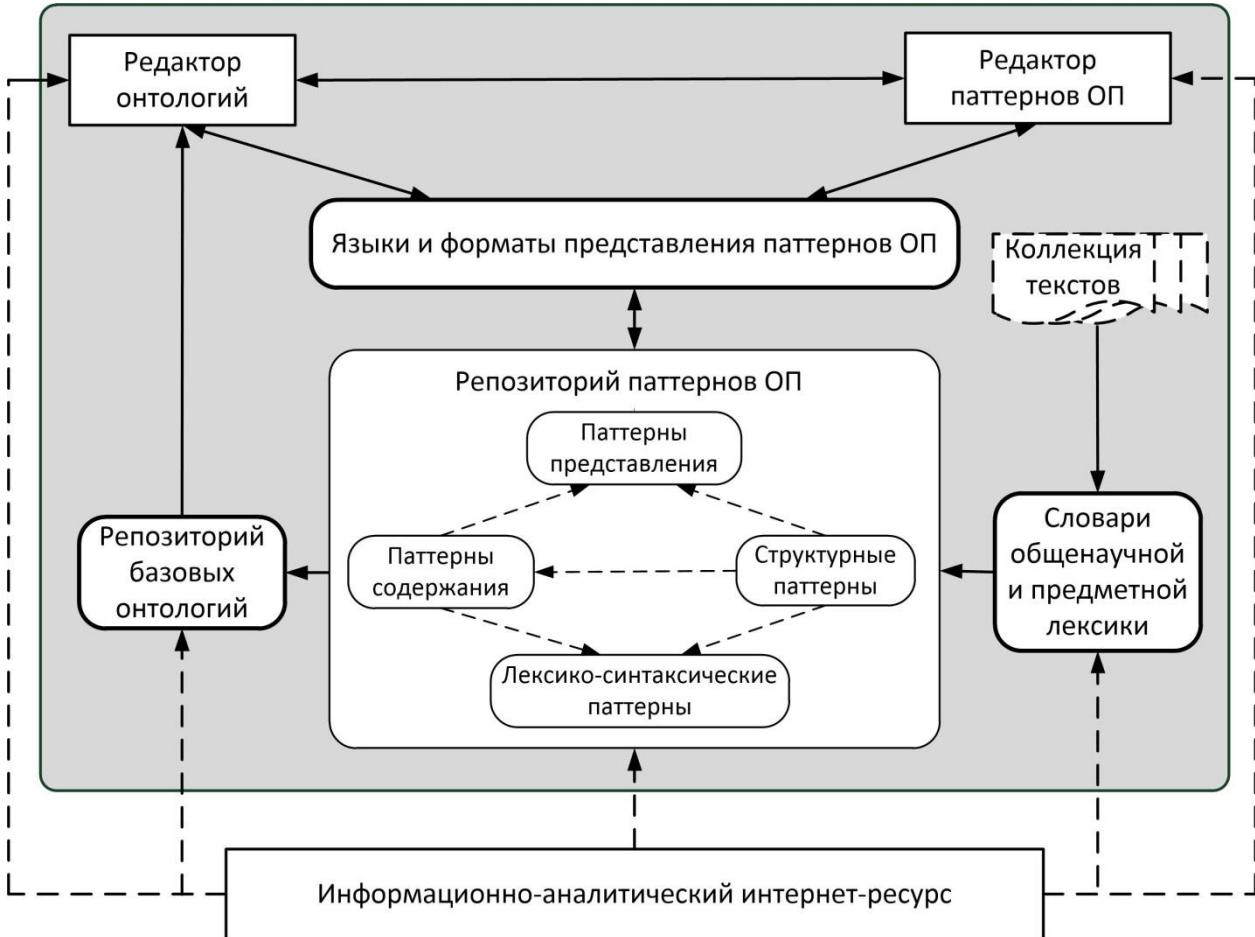 Редактор
онтологий
Редактор
паттернов ОП
Языки и форматы представления паттернов ОП
Коллекция
текстов
Репозиторий паттернов ОП
Паттерны
представления
Репозиторий
базовых
онтологий
Паттерны
содержания
Структурные
паттерны
Словари
общенаучной
и предметной
лексики
Лексико-синтаксические
паттерны
Информационно-аналитический интернет-ресурс